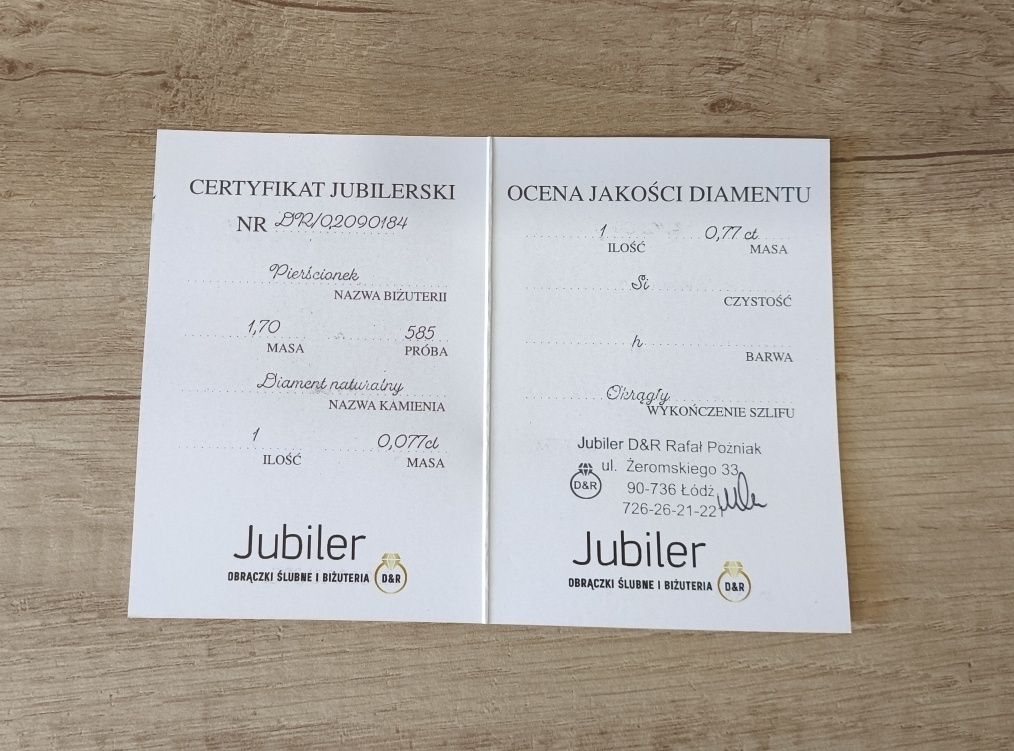 CERTYFIKAT JUBILERSKI
NR DR/02090184
Pierścionek
NAZWA BIŻUTERII
1,70 585
MASA PRÓBA
Diament naturalny
NAZWA KAMIENIA
1 0,077ct
ILOŚĆ MASA
Jubiler
OBRĄCZKI ŚLUBNE I BIŻUTERIA D&R
OCENA JAKOŚCI DIAMENTU
1 0,77 ct
ILOŚĆ MASA
Si
CZYSTOŚĆ
h
BARWA
Okrągły
WYKOŃCZENIE SZLIFU
Jubiler D&R Rafał Poźniak
ul. Żeromskiego 33
D&R 90-736 Łódź
726-26-21-221
Jubiler
OBRĄCZKI ŚLUBNE I BIŻUTERIA D&R